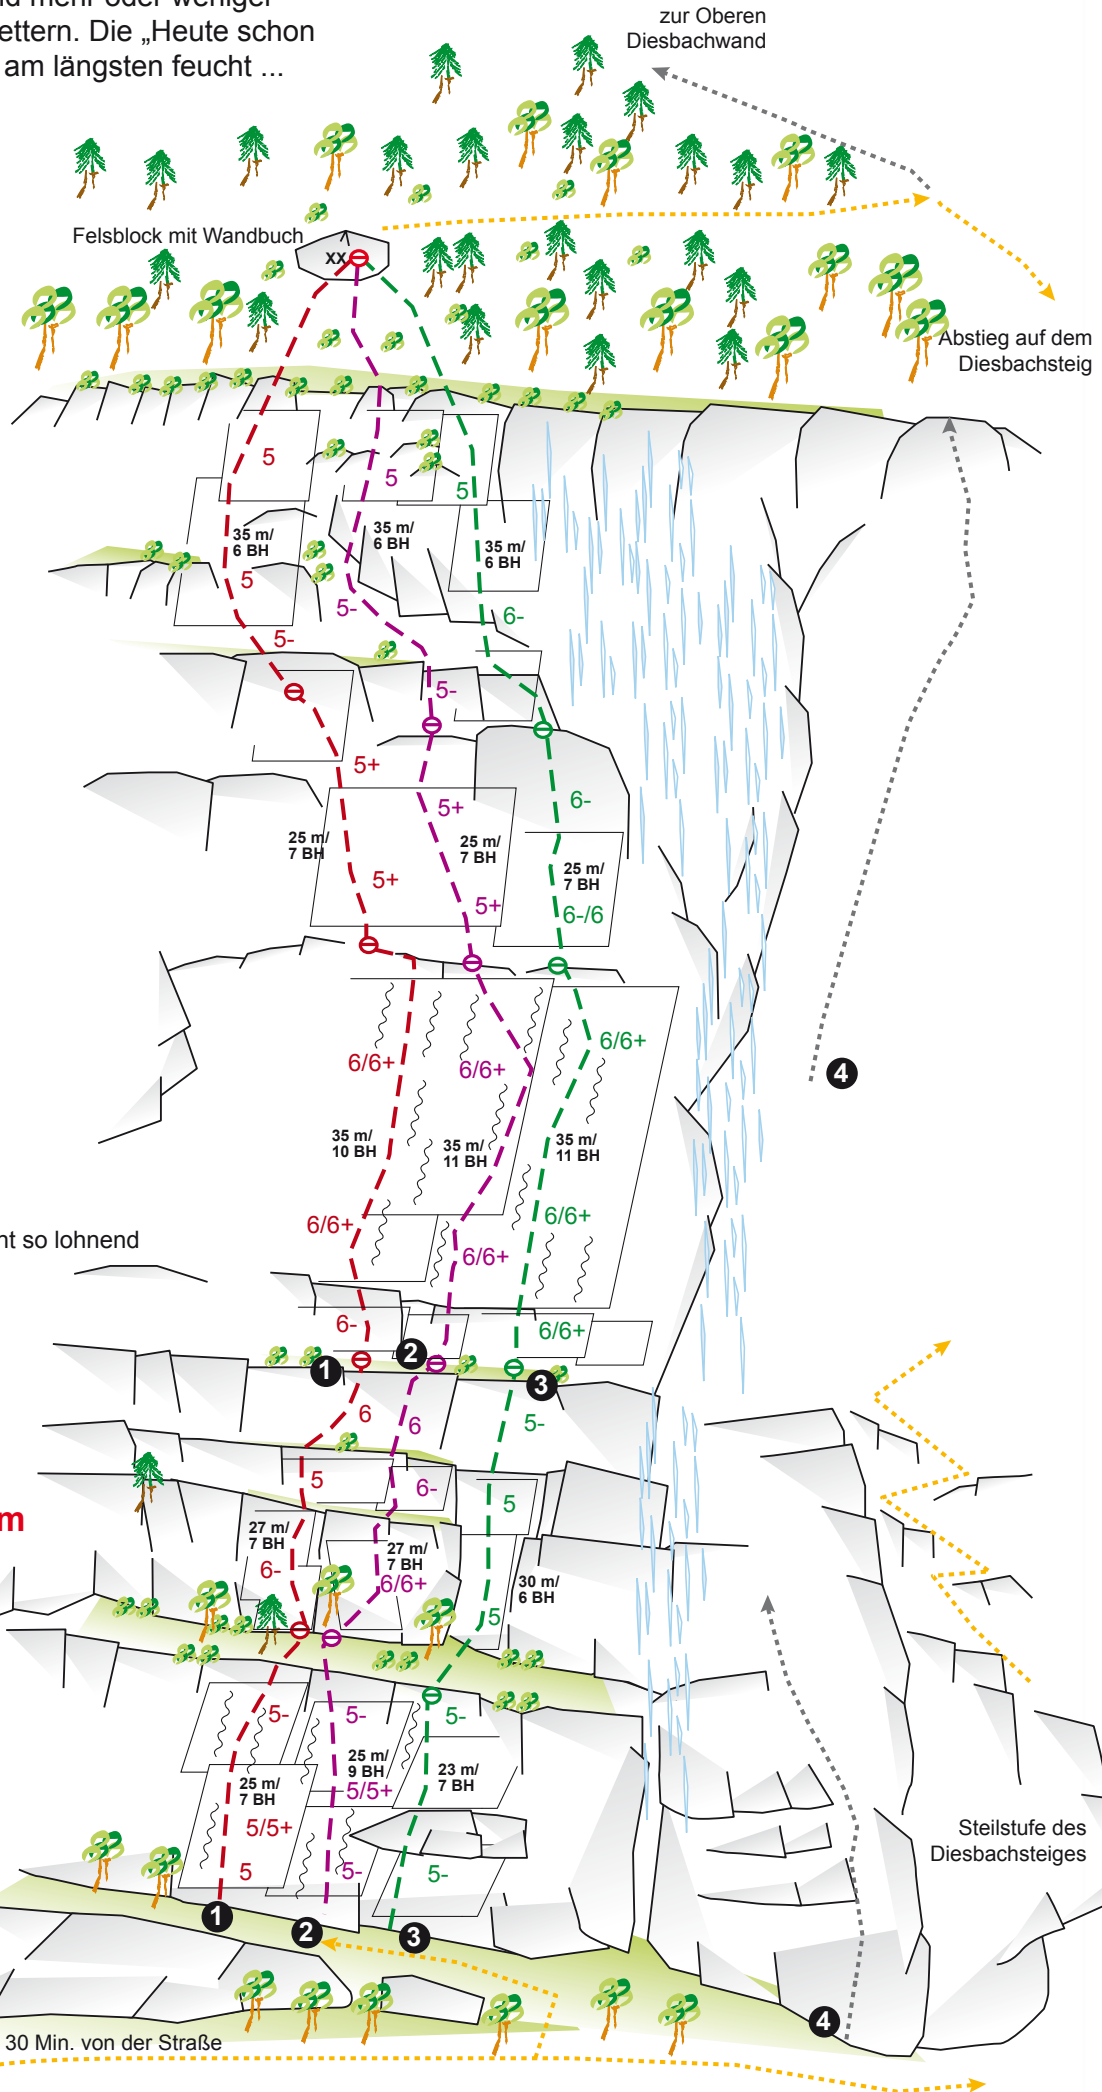 nd mehr oder weniger
ettern. Die „Heute schon
am längsten feucht ...
zur Oberen
Diesbachwand
Felsblock mit Wandbuch
xx
Abstieg auf dem
Diesbachsteig
5
5
5
35 m/
6 BH
35 m/
6 BH
35 m/
6 BH
5
5-
6-
5-
5-
5+
5+
6-
25 m/
7 BH
25 m/
7 BH
25 m/
7 BH
5+
5+
6-/6
6/6+
6/6+
6/6+
4
35 m/
10 BH
35 m/
11 BH
35 m/
11 BH
6/6+
6/6+
6/6+
nt so lohnend
6-
6/6+
1
2
3
6
6
5-
5
6-
5
m
27 m/
7 BH
27 m/
7 BH
30 m/
6 BH
6-
6/6+
5
5-
5-
5-
25 m/
7 BH
25 m/
9 BH
23 m/
7 BH
5/5+
5/5+
5
5-
5-
Steilstufe des
Diesbachsteiges
1
2
3
4
30 Min. von der Straße